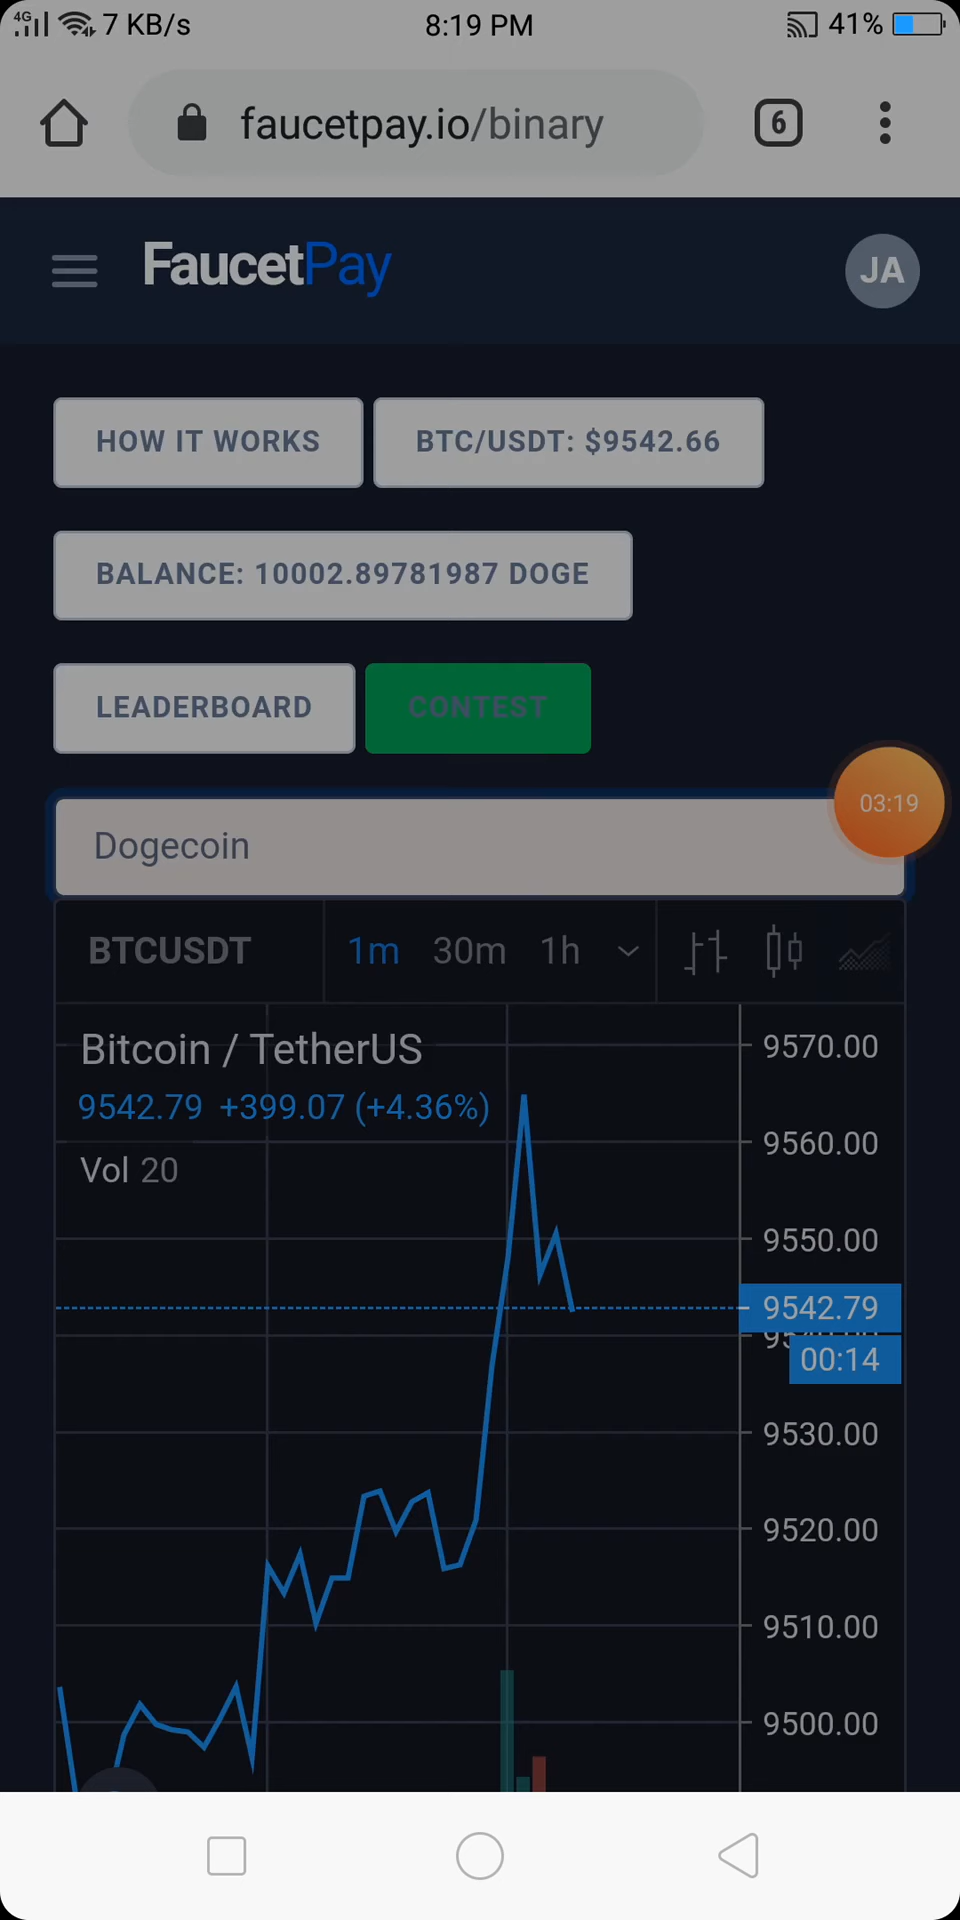 4G 7 KB/s 8:19 PM 41%
faucetpay.io/binary 6
FaucetPay JA
HOW IT WORKS BTC/USDT: $9542.66
BALANCE: 10002.89781987 DOGE
LEADERBOARD CONTEST
03:19
Dogecoin
BTCUSDT 1m 30m 1h
Bitcoin / TetherUS
9570.00
9542.79 +399.07 (+4.36%)
9560.00
Vol 20
9550.00
9542.79
00:14
9530.00
9520.00
9510.00
9500.00